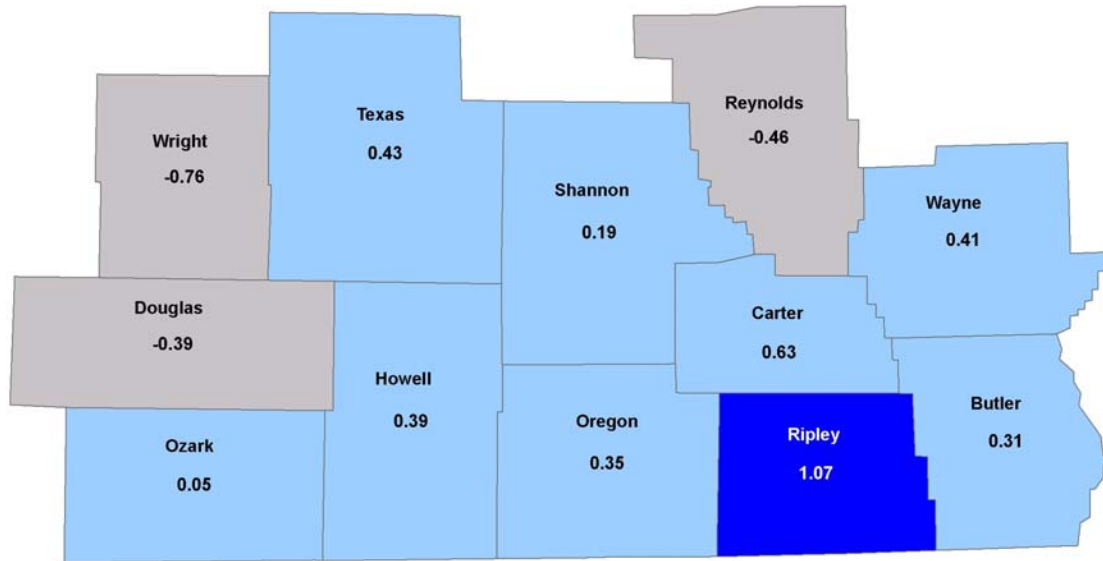 Texas
0.43
Reynolds
-0.46
Wright
-0.76
Shannon
0.19
Wayne
0.41
Douglas
-0.39
Carter
0.63
Howell
0.39
Oregon
0.35
Ripley
1.07
Butler
0.31
Ozark
0.05